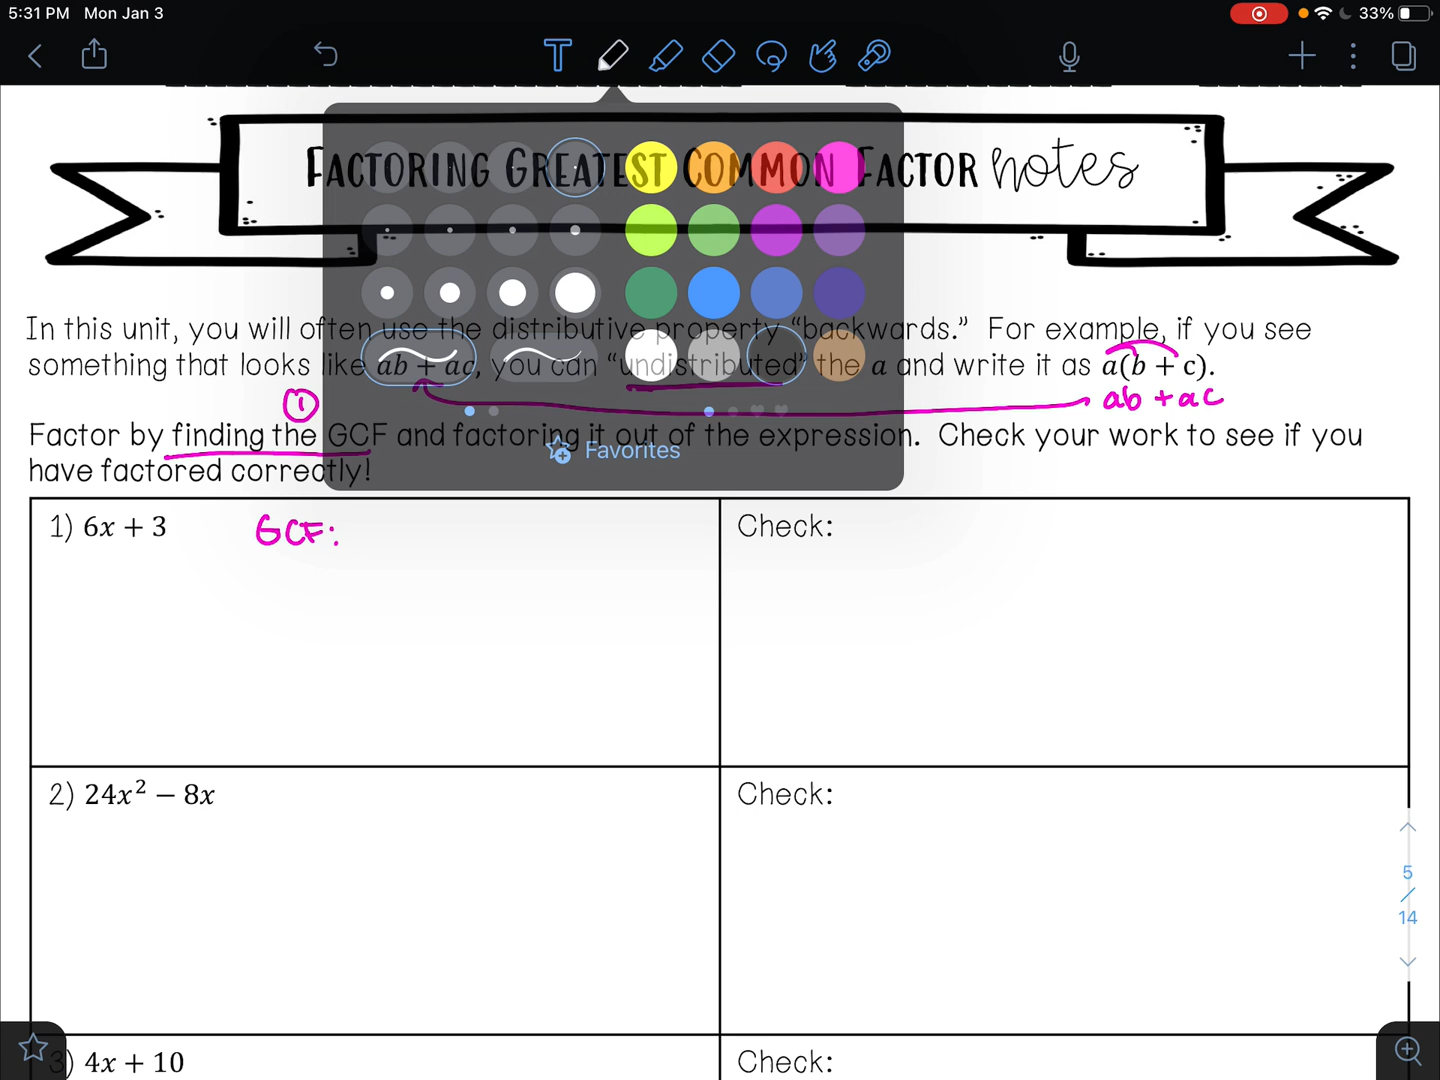 5:31 PM Mon Jan 3
33%
FACTORING GREATEST COMMON FACTOR notes
In this unit, you will often use the distributive property “backwards.” For example, if you see
something that looks like ab + ac, you can “undistributed” the a and write it as a(b + c).
① ab + ac
Factor by finding the GCF and factoring it out of the expression. Check your work to see if you
have factored correctly!
Favorites
1) 6x + 3 GCF: Check:
2) 24x² − 8x Check:
5
/
14
3) 4x + 10 Check: